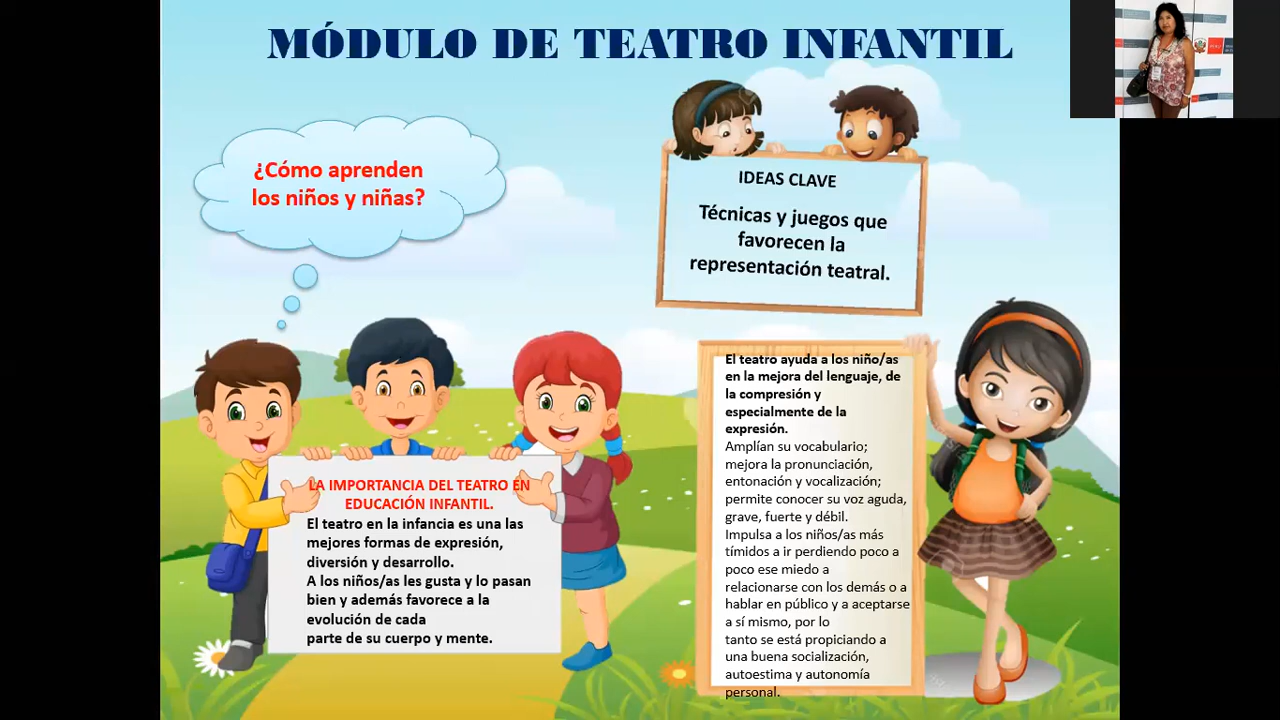 MÓDULO DE TEATRO INFANTIL
¿Cómo aprenden
los niños y niñas?
IDEAS CLAVE
Técnicas y juegos que
favorecen la
representación teatral.
LA IMPORTANCIA DEL TEATRO EN
EDUCACIÓN INFANTIL.
El teatro en la infancia es una las
mejores formas de expresión,
diversión y desarrollo.
A los niños/as les gusta y lo pasan
bien y además favorece a la
evolución de cada
parte de su cuerpo y mente.
El teatro ayuda a los niño/as
en la mejora del lenguaje, de
la compresión y
especialmente de la
expresión.
Amplían su vocabulario;
mejora la pronunciación,
entonación y vocalización;
permite conocer su voz aguda,
grave, fuerte y débil.
Impulsa a los niños/as más
tímidos a ir perdiendo poco a
poco ese miedo a
relacionarse con los demás o a
hablar en público y a aceptarse
a sí mismo, por lo
tanto se está propiciando a
una buena socialización,
autoestima y autonomía
personal.